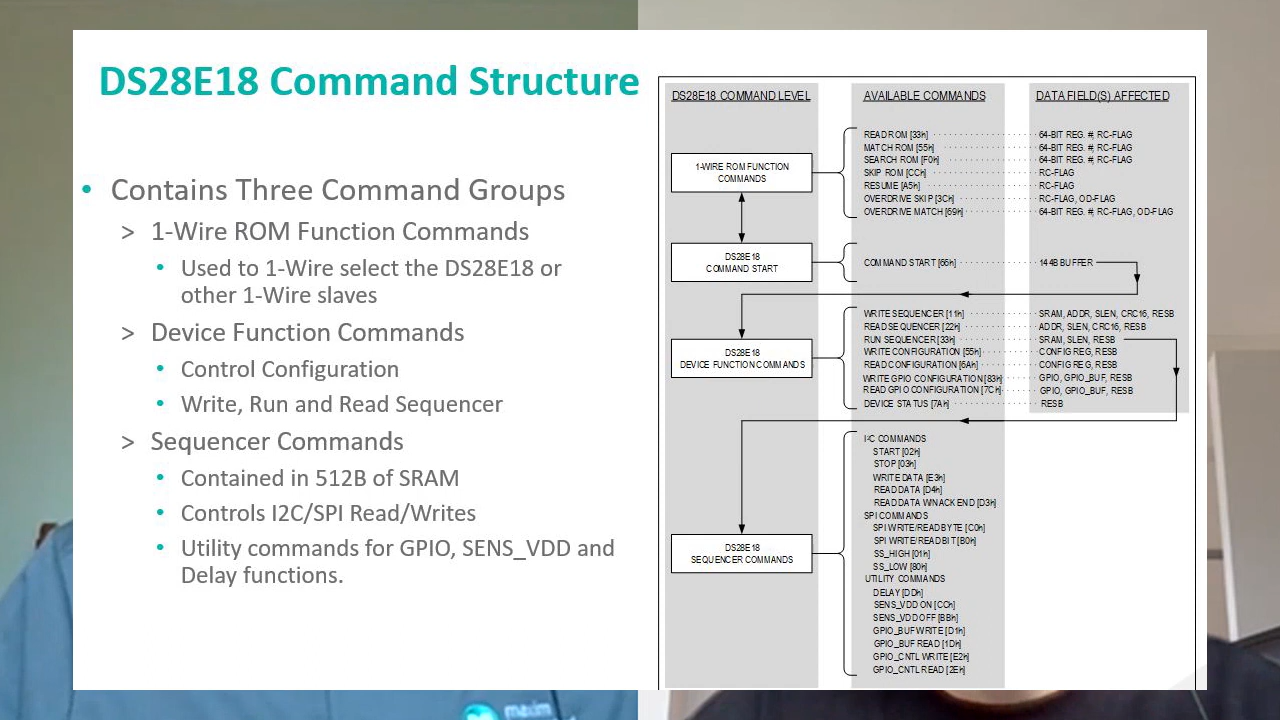 DS28E18 Command Structure
• Contains Three Command Groups
> 1-Wire ROM Function Commands
• Used to 1-Wire select the DS28E18 or
other 1-Wire slaves
> Device Function Commands
• Control Configuration
• Write, Run and Read Sequencer
> Sequencer Commands
• Contained in 512B of SRAM
• Controls I2C/SPI Read/Writes
• Utility commands for GPIO, SENS_VDD and
Delay functions.
DS28E18 COMMAND LEVEL AVAILABLE COMMANDS DATA FIELD(S) AFFECTED
1-WIRE ROM FUNCTION
COMMANDS
READ ROM [33h] 64-BIT REG. #, RC-FLAG
MATCH ROM [55h] 64-BIT REG. #, RC-FLAG
SEARCH ROM [F0h] 64-BIT REG. #, RC-FLAG
SKIP ROM [CCh] RC-FLAG
RESUME [A5h] RC-FLAG
OVERDRIVE SKIP [3Ch] RC-FLAG, OD-FLAG
OVERDRIVE MATCH [69h] 64-BIT REG. #, RC-FLAG, OD-FLAG
DS28E18
COMMAND START
COMMAND START [66h] 144B BUFFER
DS28E18
DEVICE FUNCTION COMMANDS
WRITE SEQUENCER [11h] SRAM, ADDR, SLEN, CRC16, RESB
READ SEQUENCER [22h] ADDR, SLEN, CRC16, RESB
RUN SEQUENCER [33h] SRAM, SLEN, RESB
WRITE CONFIGURATION [55h] CONFIG REG, RESB
READ CONFIGURATION [6Ah] CONFIG REG, RESB
WRITE GPIO CONFIGURATION [83h] GPIO, GPIO_BUF, RESB
READ GPIO CONFIGURATION [7Ch] GPIO, GPIO_BUF, RESB
DEVICE STATUS [7Ah] RESB
DS28E18
SEQUENCER COMMANDS
I²C COMMANDS
START [02h]
STOP [03h]
WRITE DATA [E3h]
READ DATA [D4h]
READ DATA W/NACK END [D3h]
SPI COMMANDS
SPI WRITE/READ BYTE [C0h]
SPI WRITE/READ BIT [B0h]
SS_HIGH [01h]
SS_LOW [80h]
UTILITY COMMANDS
DELAY [DDh]
SENS_VDD ON [CCh]
SENS_VDD OFF [BBh]
GPIO_BUF WRITE [D1h]
GPIO_BUF READ [1Dh]
GPIO_CNTL WRITE [E2h]
GPIO_CNTL READ [2Eh]
maxim